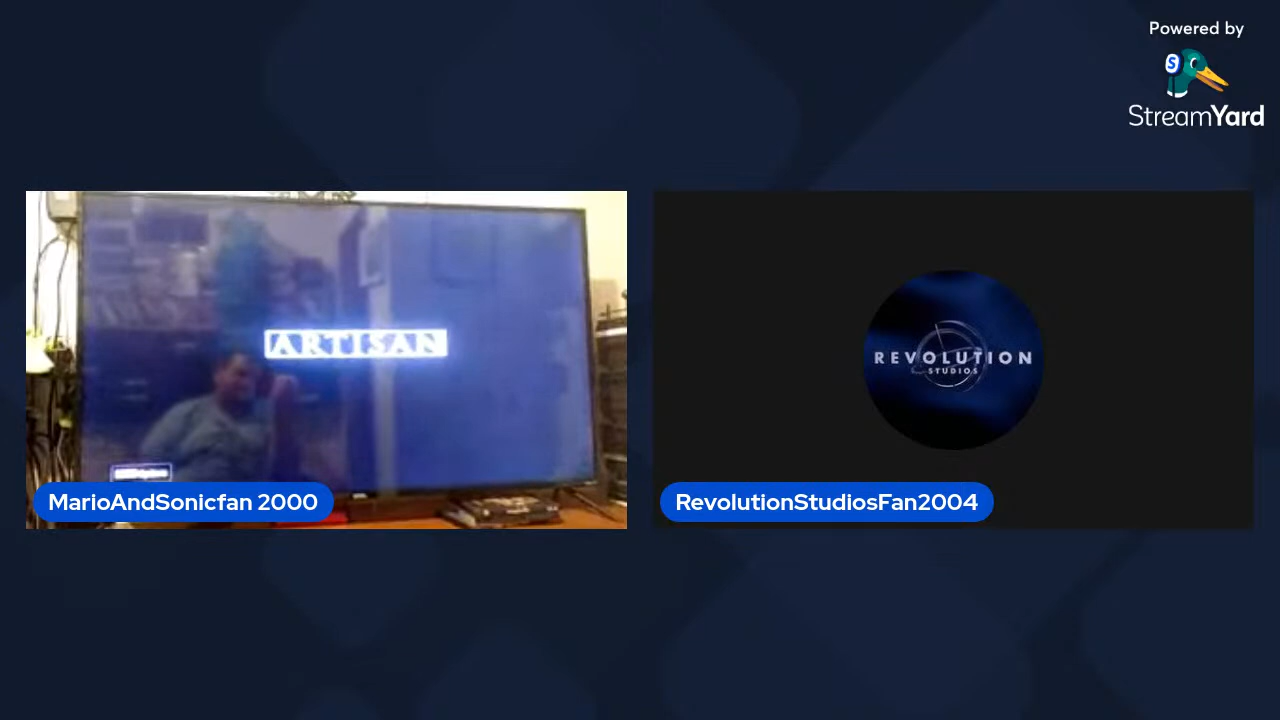 Powered by
S
StreamYard
ARTISAN
REVOLUTION
STUDIOS
MarioAndSonicfan 2000
RevolutionStudiosFan2004